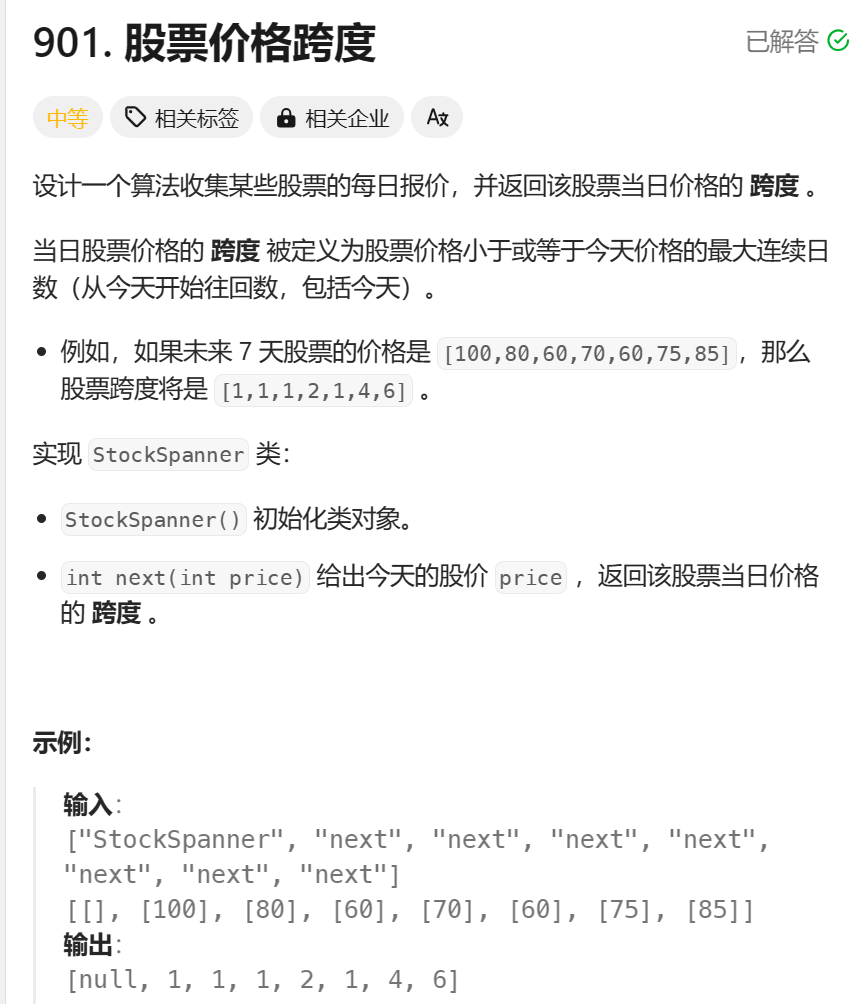 901. 股票价格跨度
已解答
中等
相关标签
相关企业
Ax
设计一个算法收集某些股票的每日报价，并返回该股票当日价格的 跨度 。
当日股票价格的 跨度 被定义为股票价格小于或等于今天价格的最大连续日
数（从今天开始往回数，包括今天）。
例如，如果未来 7 天股票的价格是 [100,80,60,70,60,75,85]，那么
股票跨度将是 [1,1,1,2,1,4,6] 。
实现 StockSpanner 类：
StockSpanner() 初始化类对象。
int next(int price) 给出今天的股价 price ，返回该股票当日价格
的 跨度 。
示例：
输入：
["StockSpanner", "next", "next", "next", "next",
"next", "next", "next"]
[[], [100], [80], [60], [70], [60], [75], [85]]
输出：
[null, 1, 1, 1, 2, 1, 4, 6]